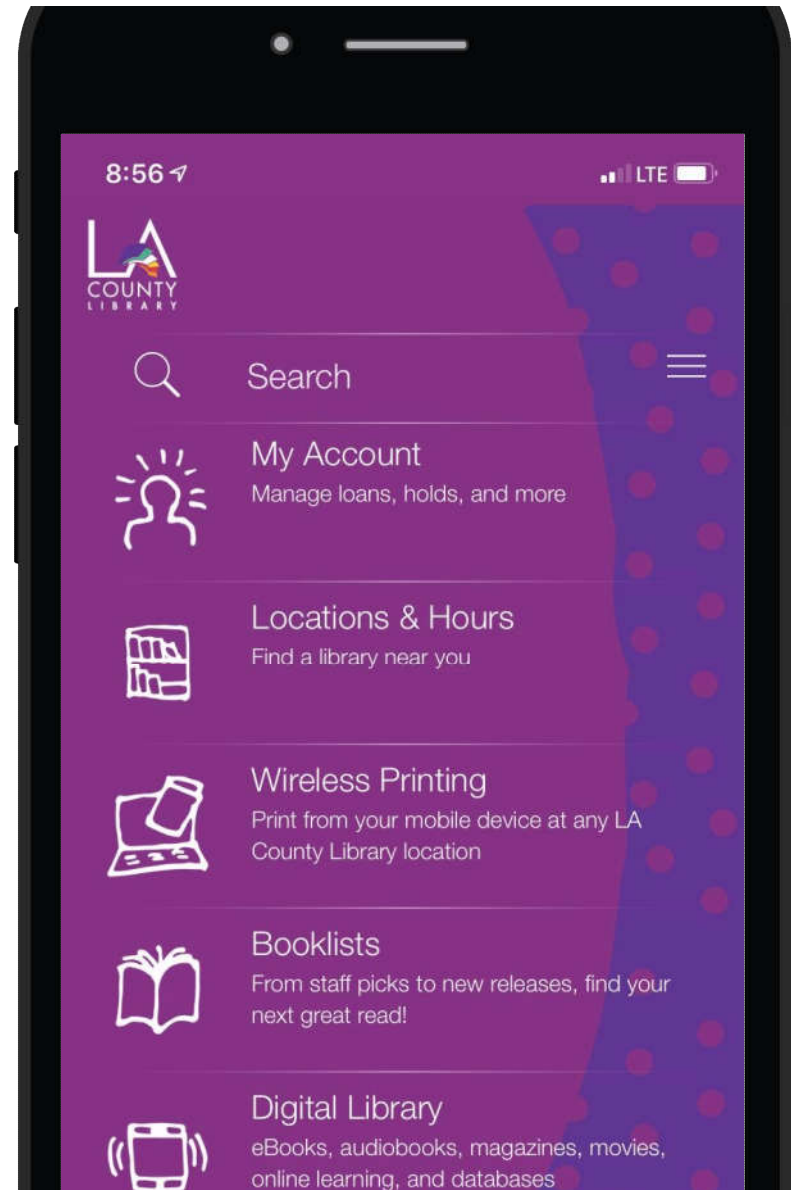 8:56
LTE
LA
COUNTY
LIBRARY
Search
My Account
Manage loans, holds, and more
Locations & Hours
Find a library near you
Wireless Printing
Print from your mobile device at any LA
County Library location
Booklists
From staff picks to new releases, find your
next great read!
Digital Library
eBooks, audiobooks, magazines, movies,
online learning, and databases